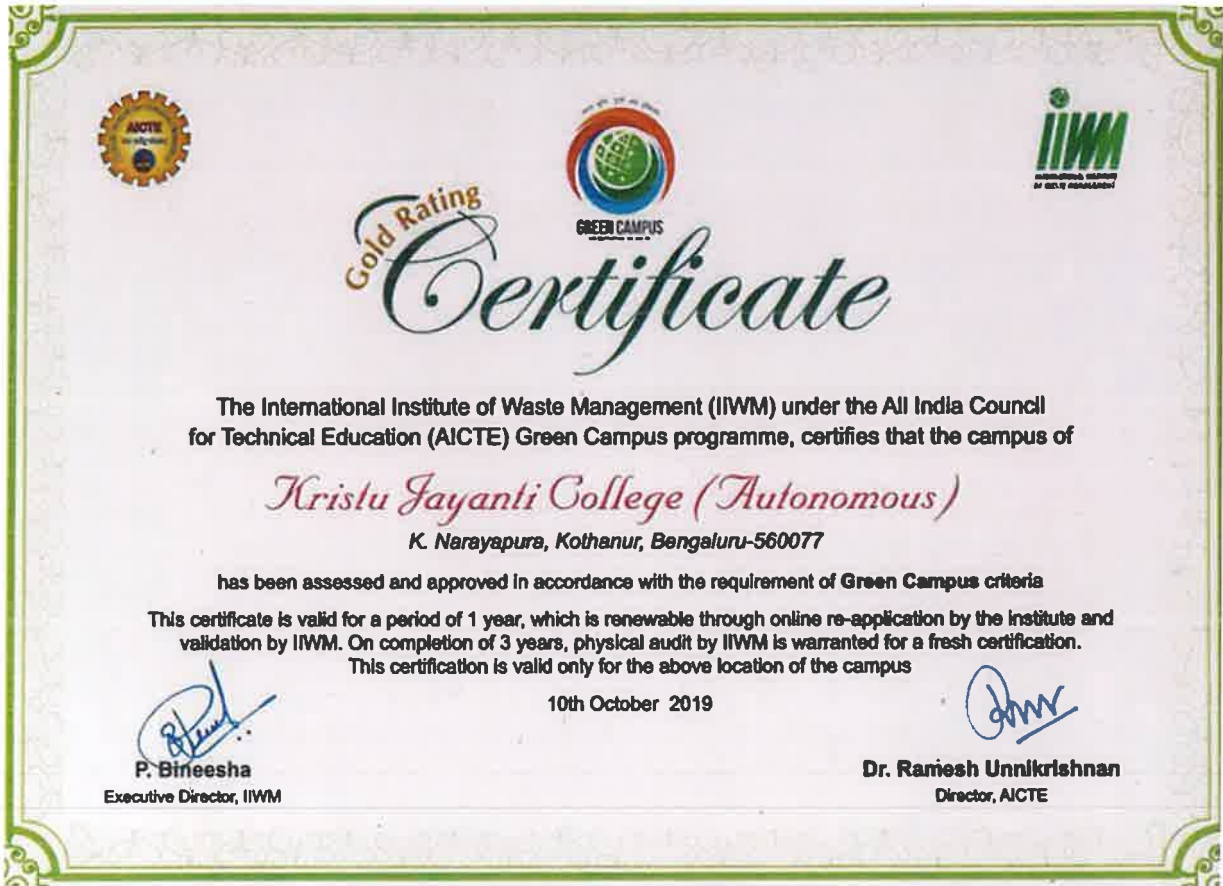 AICTE
iiWM
Gold Rating
GREEN CAMPUS
Certificate
The International Institute of Waste Management (IIWM) under the All India Council
for Technical Education (AICTE) Green Campus programme, certifies that the campus of
Kristu Jayanti College (Autonomous)
K. Narayapura, Kothanur, Bengaluru-560077
has been assessed and approved in accordance with the requirement of Green Campus criteria
This certificate is valid for a period of 1 year, which is renewable through online re-application by the institute and
validation by IIWM. On completion of 3 years, physical audit by IIWM is warranted for a fresh certification.
This certification is valid only for the above location of the campus
10th October 2019
P. Bineesha
Executive Director, IIWM
Dr. Ramesh Unnikrishnan
Director, AICTE